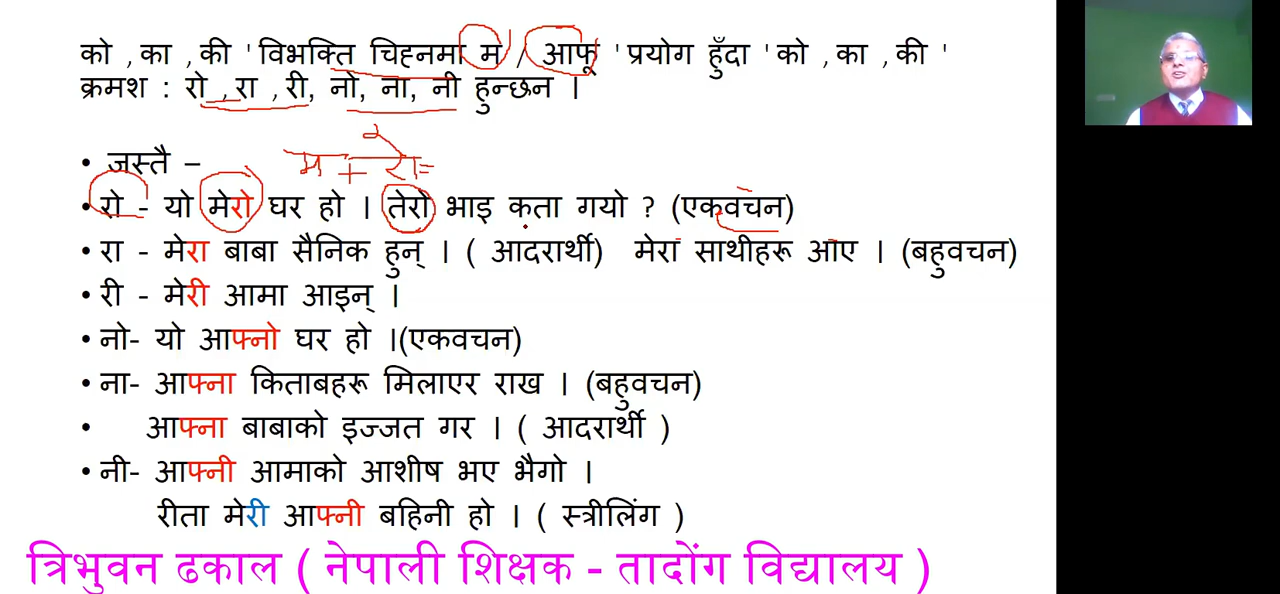 को ,का ,की ' विभक्ति चिह्नमा म / आफू ' प्रयोग हुँदा 'को ,का ,की '
क्रमश : रो ,रा ,री, नो, ना, नी हुन्छन ।
• जस्तै –
म + रो=
• रो - यो मेरो घर हो । तेरो भाइ कता गयो ? (एकवचन)
• रा - मेरा बाबा सैनिक हुन् । ( आदरार्थी) मेरा साथीहरू आए । (बहुवचन)
• री - मेरी आमा आइन् ।
• नो- यो आफ्नो घर हो ।(एकवचन)
• ना- आफ्ना किताबहरू मिलाएर राख । (बहुवचन)
• आफ्ना बाबाको इज्जत गर । ( आदरार्थी )
• नी- आफ्नी आमाको आशीष भए भैगो ।
रीता मेरी आफ्नी बहिनी हो । ( स्त्रीलिंग )
त्रिभुवन ढकाल ( नेपाली शिक्षक - तादोंग विद्यालय )